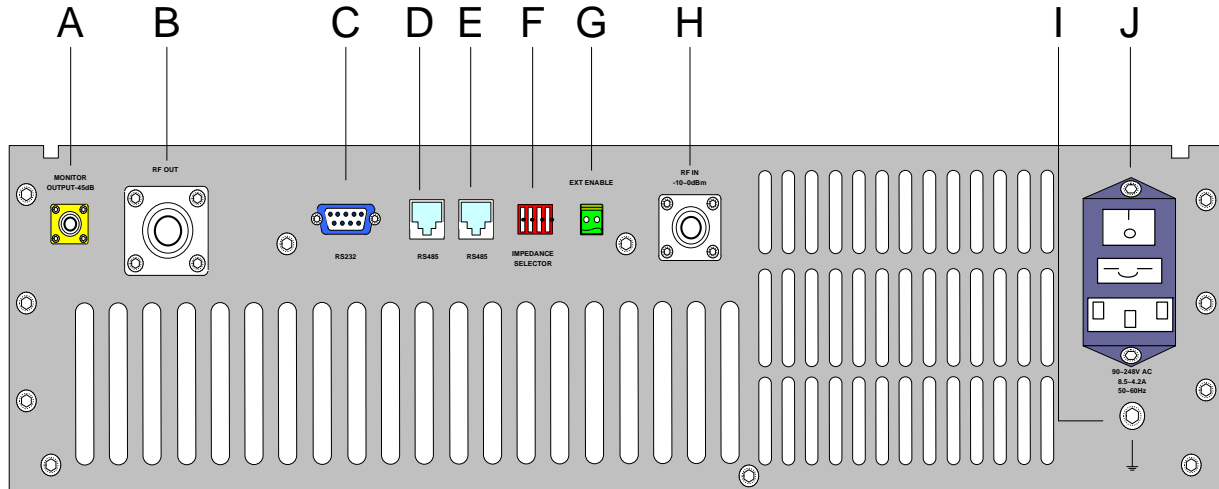 A B C D E F G H I J
MONITOR
OUTPUT-45dB
RF OUT
RS232
RS485
RS485
IMPEDANCE
SELECTOR
EXT ENABLE
RF IN
-10~0dBm
90~248V AC
8.5~4.2A
50~60Hz